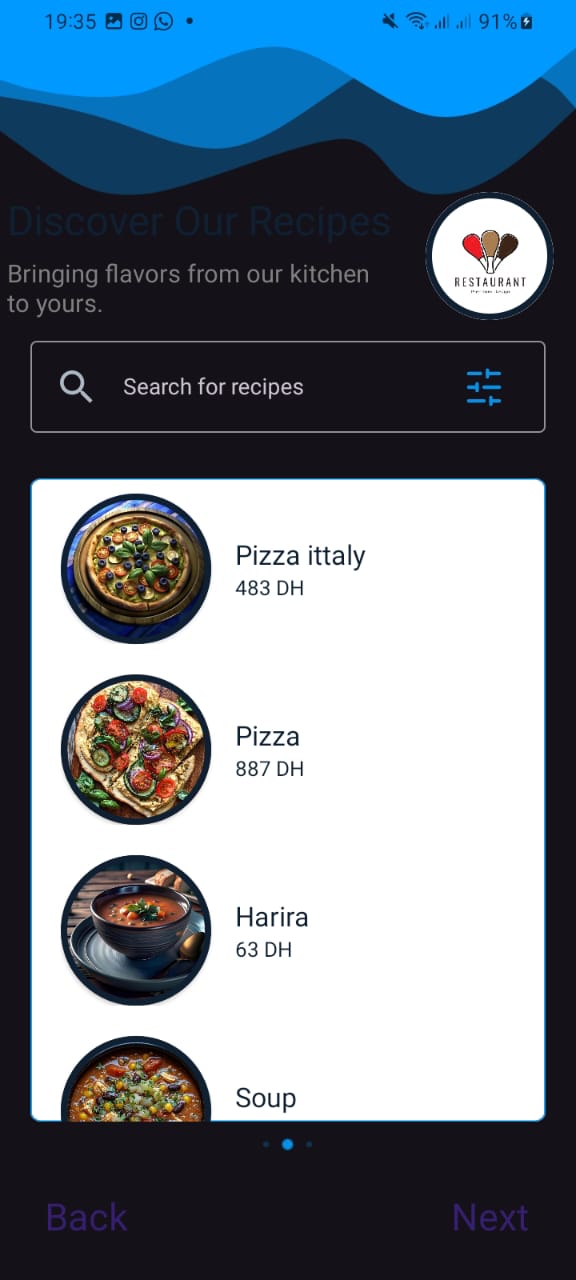 19:35
91%
Discover Our Recipes
Bringing flavors from our kitchen
to yours.
RESTAURANT
Search for recipes
Pizza ittaly
483 DH
Pizza
887 DH
Harira
63 DH
Soup
Back
Next